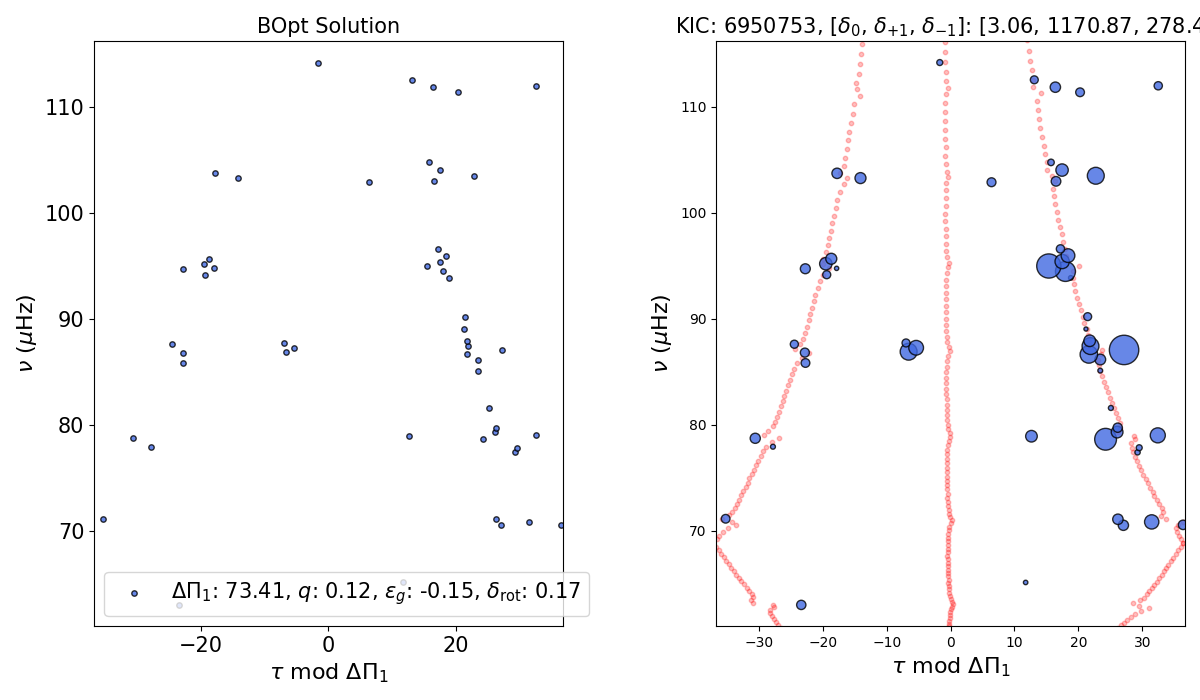 BOpt Solution
KIC: 6950753, [δ₀, δ₊₁, δ₋₁]: [3.06, 1170.87, 278.4
110
100
90
80
70
ν (μHz)
ΔΠ₁: 73.41, q: 0.12, ε_g: -0.15, δ_rot: 0.17
−20
0
20
τ mod ΔΠ₁
110
100
90
80
70
ν (μHz)
−30
−20
−10
0
10
20
30
τ mod ΔΠ₁